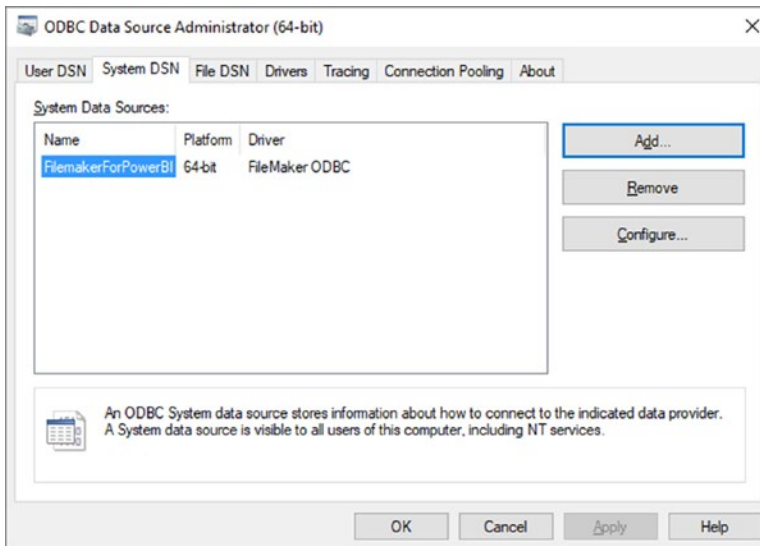 ODBC Data Source Administrator (64-bit)
User DSN System DSN File DSN Drivers Tracing Connection Pooling About
System Data Sources:
Name Platform Driver
FilemakerForPowerBI 64-bit FileMaker ODBC
Add...
Remove
Configure...
An ODBC System data source stores information about how to connect to the indicated data provider.
A System data source is visible to all users of this computer, including NT services.
OK Cancel Apply Help